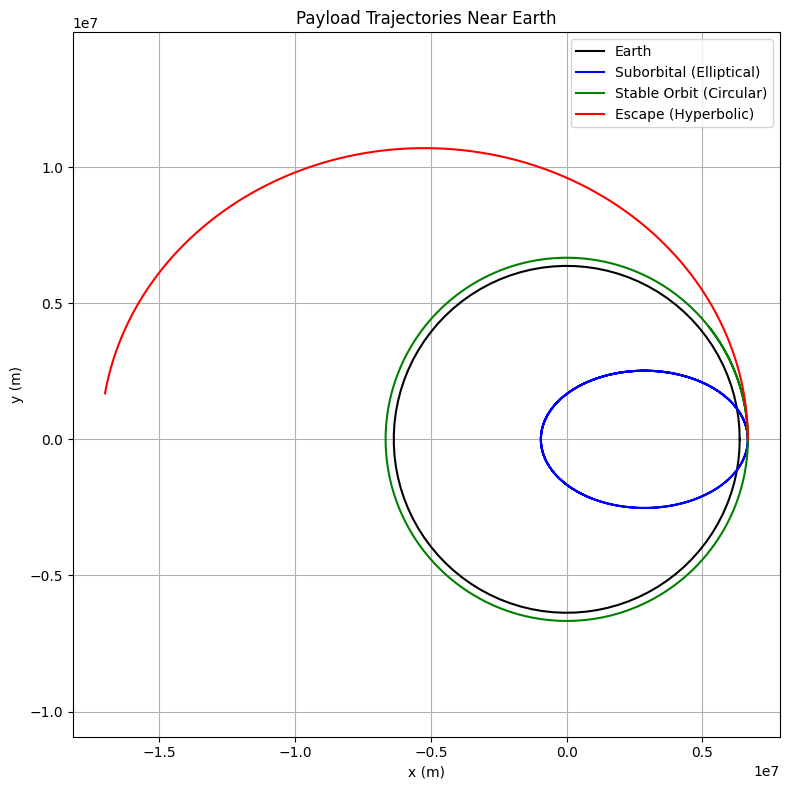 Payload Trajectories Near Earth
1e7
Earth
Suborbital (Elliptical)
Stable Orbit (Circular)
Escape (Hyperbolic)
1.0
0.5
0.0
−0.5
−1.0
y (m)
−1.5 −1.0 −0.5 0.0 0.5
x (m)
1e7